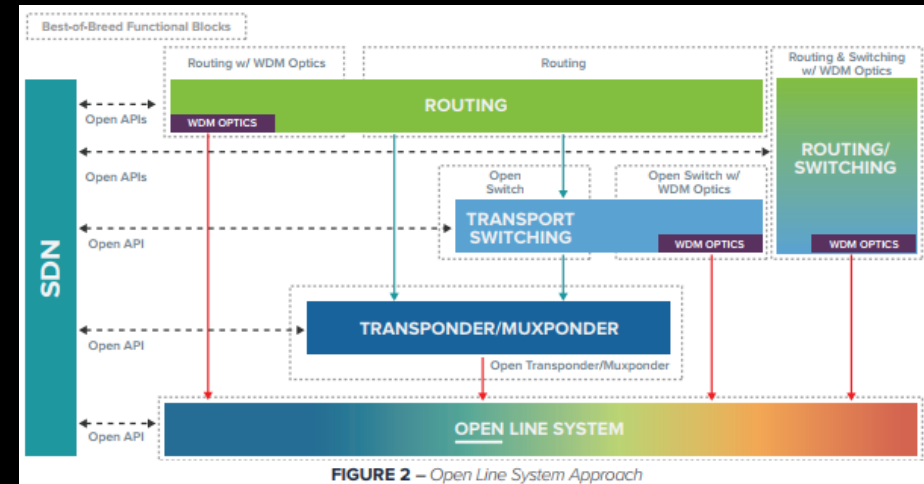 Best-of-Breed Functional Blocks
Routing w/ WDM Optics
Routing
Routing & Switching
w/ WDM Optics
ROUTING
WDM OPTICS
Open APIs
ROUTING/
SWITCHING
Open APIs
Open
Switch
Open Switch w/
WDM Optics
TRANSPORT
SWITCHING
WDM OPTICS
WDM OPTICS
Open API
SDN
TRANSPONDER/MUXPONDER
Open API
Open Transponder/Muxponder
OPEN LINE SYSTEM
Open API
FIGURE 2 – Open Line System Approach